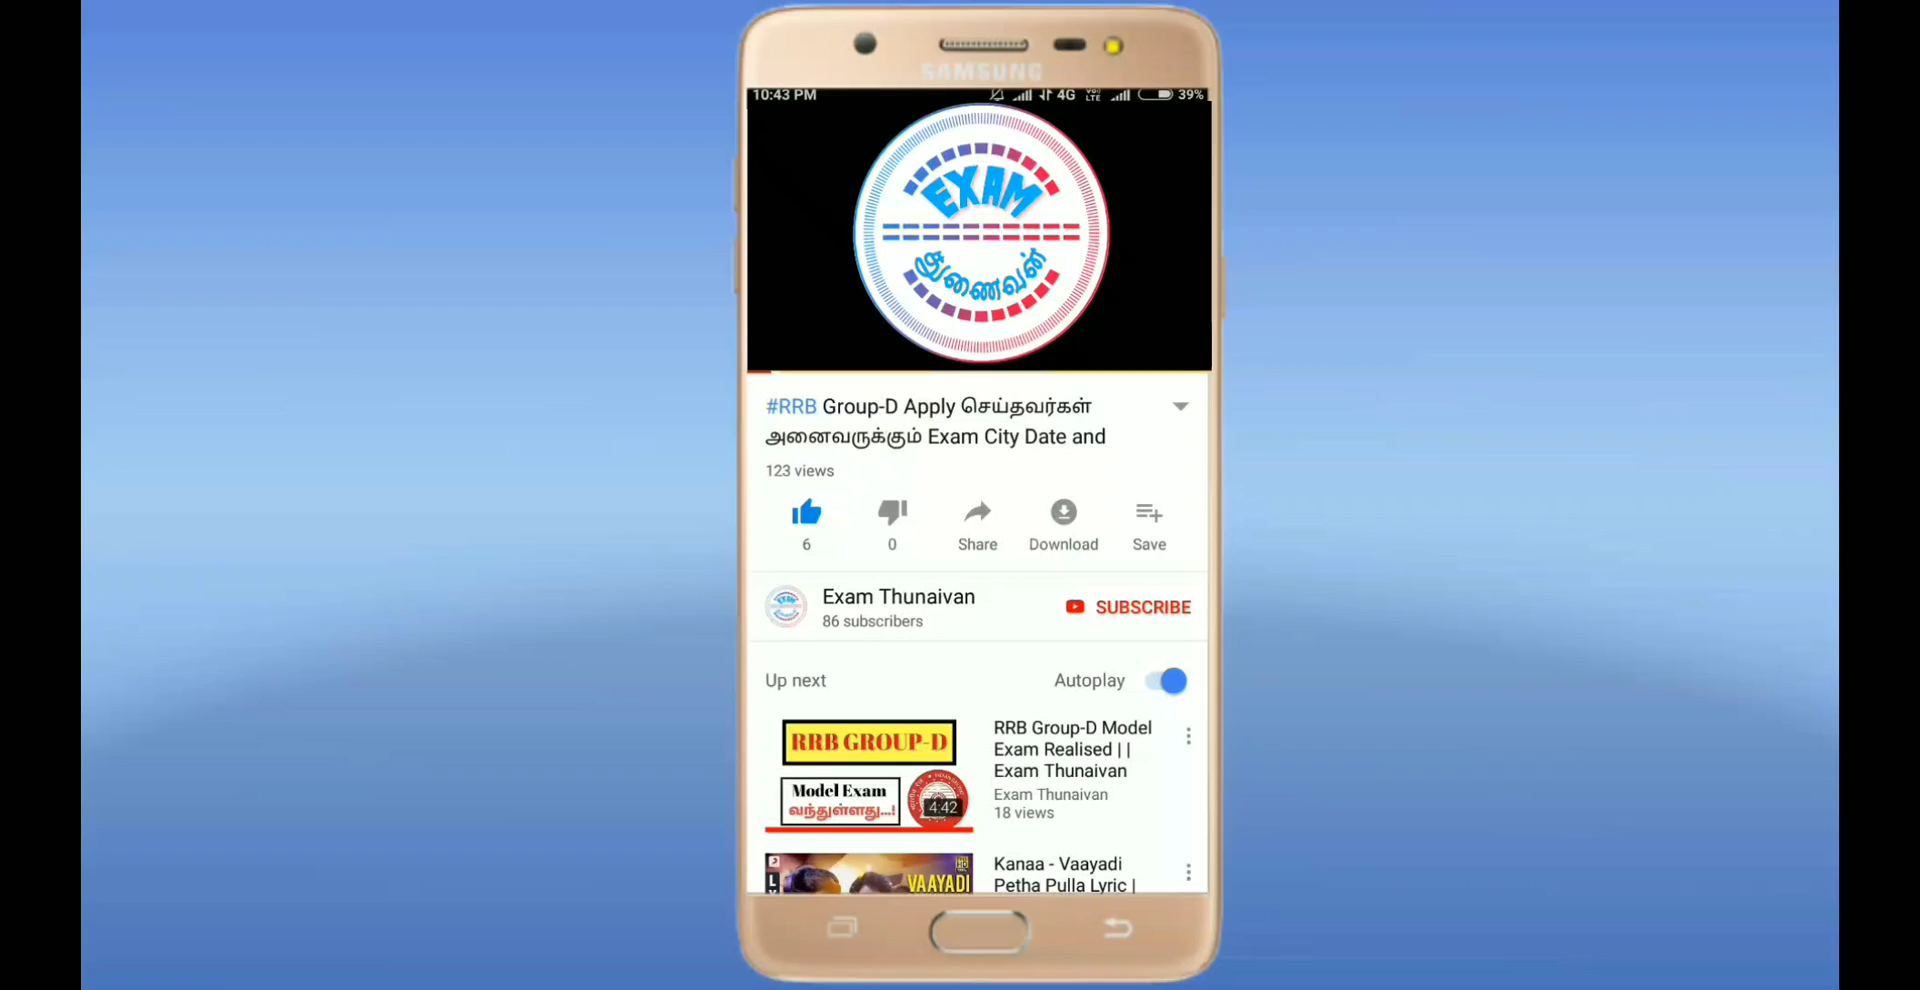 SAMSUNG
10:43 PM
4G VoLTE 39%
EXAM
துணைவன்
#RRB Group-D Apply செய்தவர்கள்
அனைவருக்கும் Exam City Date and
123 views
6 0 Share Download Save
Exam Thunaivan
86 subscribers
SUBSCRIBE
Up next
Autoplay
RRB GROUP-D
Model Exam
வந்துள்ளது...!
4:42
RRB Group-D Model
Exam Realised ||
Exam Thunaivan
Exam Thunaivan
18 views
VAAYADI
Kanaa - Vaayadi
Petha Pulla Lyric |